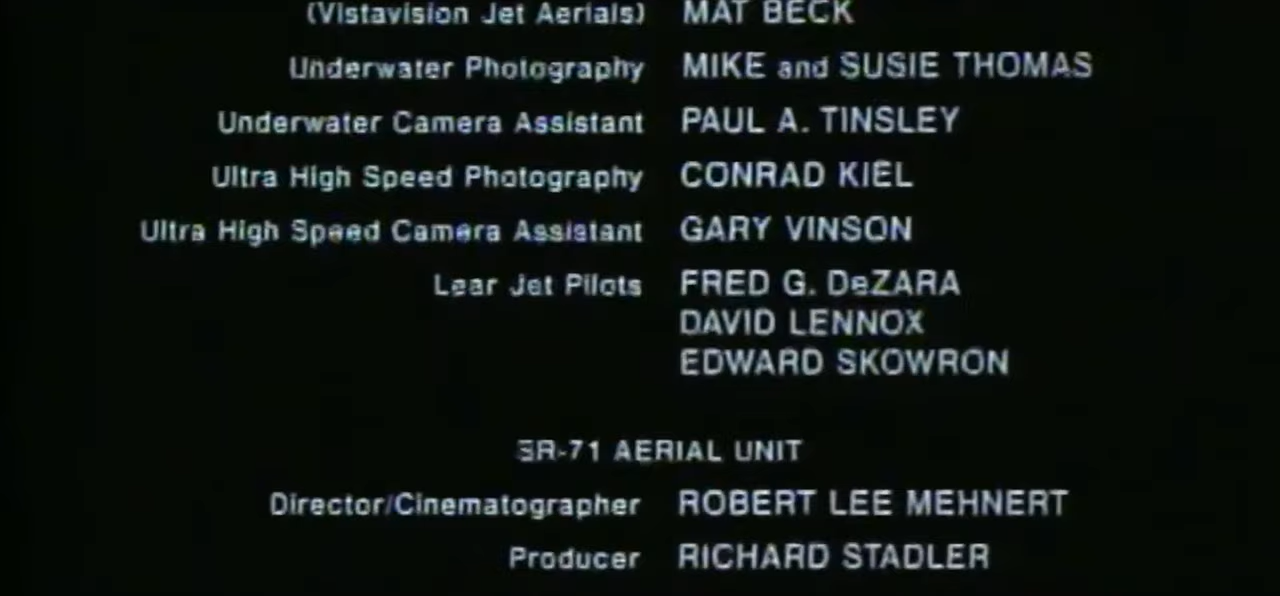 (Vistavision Jet Aerials) MAT BECK
Underwater Photography MIKE and SUSIE THOMAS
Underwater Camera Assistant PAUL A. TINSLEY
Ultra High Speed Photography CONRAD KIEL
Ultra High Speed Camera Assistant GARY VINSON
Lear Jet Pilots FRED G. DeZARA
DAVID LENNOX
EDWARD SKOWRON
SR-71 AERIAL UNIT
Director/Cinematographer ROBERT LEE MEHNERT
Producer RICHARD STADLER